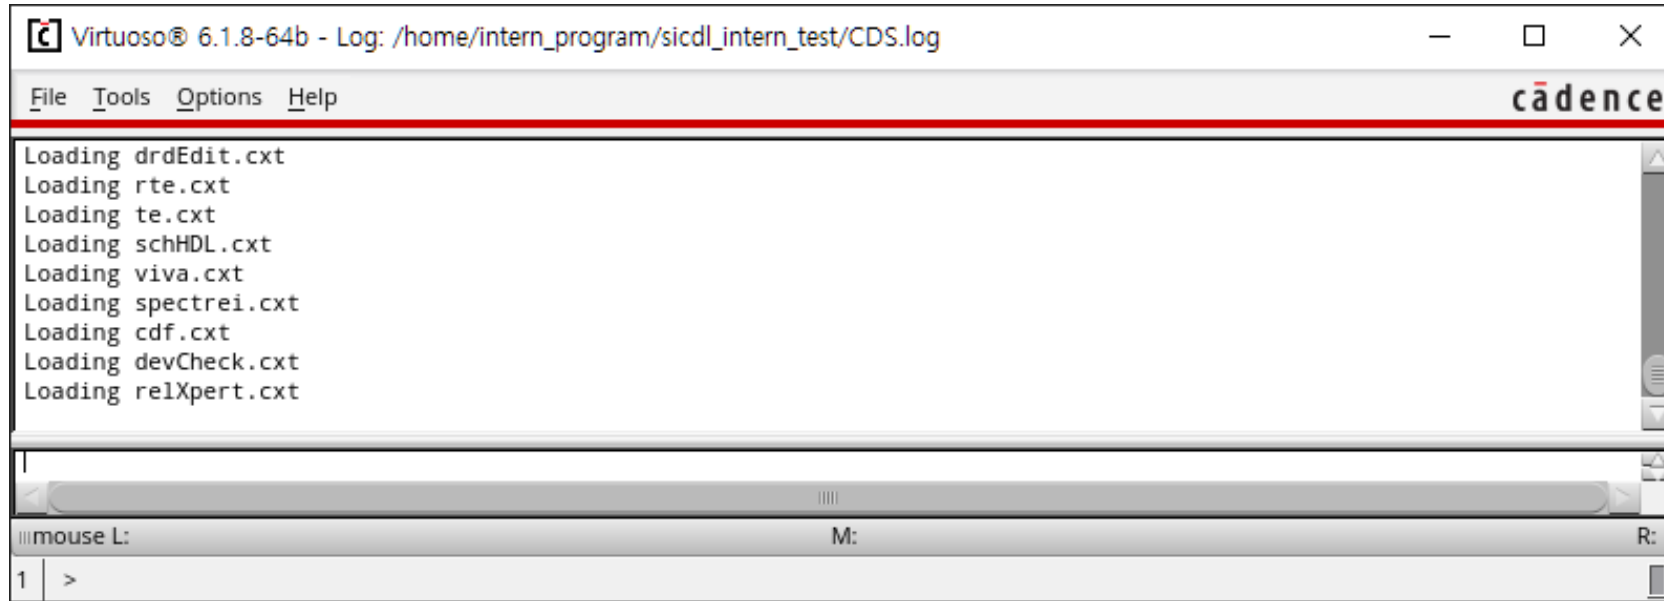 Virtuoso® 6.1.8-64b - Log: /home/intern_program/sicdl_intern_test/CDS.log
File Tools Options Help cādence
Loading drdEdit.cxt
Loading rte.cxt
Loading te.cxt
Loading schHDL.cxt
Loading viva.cxt
Loading spectrei.cxt
Loading cdf.cxt
Loading devCheck.cxt
Loading relXpert.cxt
mouse L: M: R:
1 >